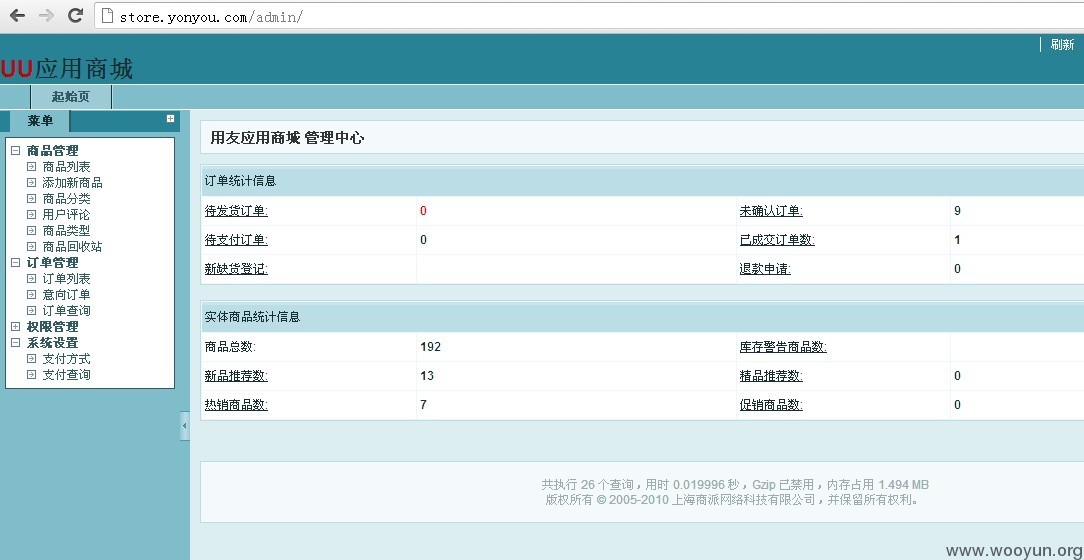 store.yonyou.com/admin/
刷新
UU应用商城
起始页
菜单
商品管理
商品列表
添加新商品
商品分类
用户评论
商品类型
商品回收站
订单管理
订单列表
意向订单
订单查询
权限管理
系统设置
支付方式
支付查询
用友应用商城 管理中心
订单统计信息
待发货订单: 0 未确认订单: 9
待支付订单: 0 已成交订单数: 1
新缺货登记: 退款申请: 0
实体商品统计信息
商品总数: 192 库存警告商品数:
新品推荐数: 13 精品推荐数: 0
热销商品数: 7 促销商品数: 0
共执行 26 个查询，用时 0.019996 秒，Gzip 已禁用，内存占用 1.494 MB
版权所有 © 2005-2010 上海商派网络科技有限公司，并保留所有权利。
www.wooyun.org